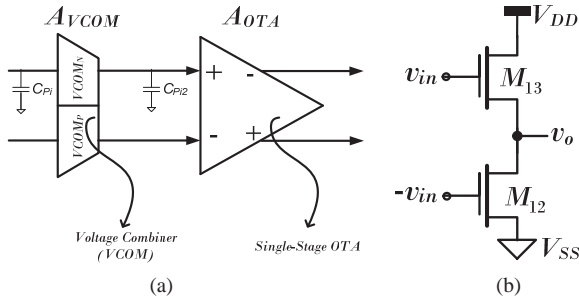 A_VCOM
A_OTA
C_Pi
VCOM_N
VCOM_P
C_Pi2
+
-
-
+
Voltage Combiner
(VCOM)
Single-Stage OTA
(a)
V_DD
v_in
M_13
v_o
-v_in
M_12
V_SS
(b)